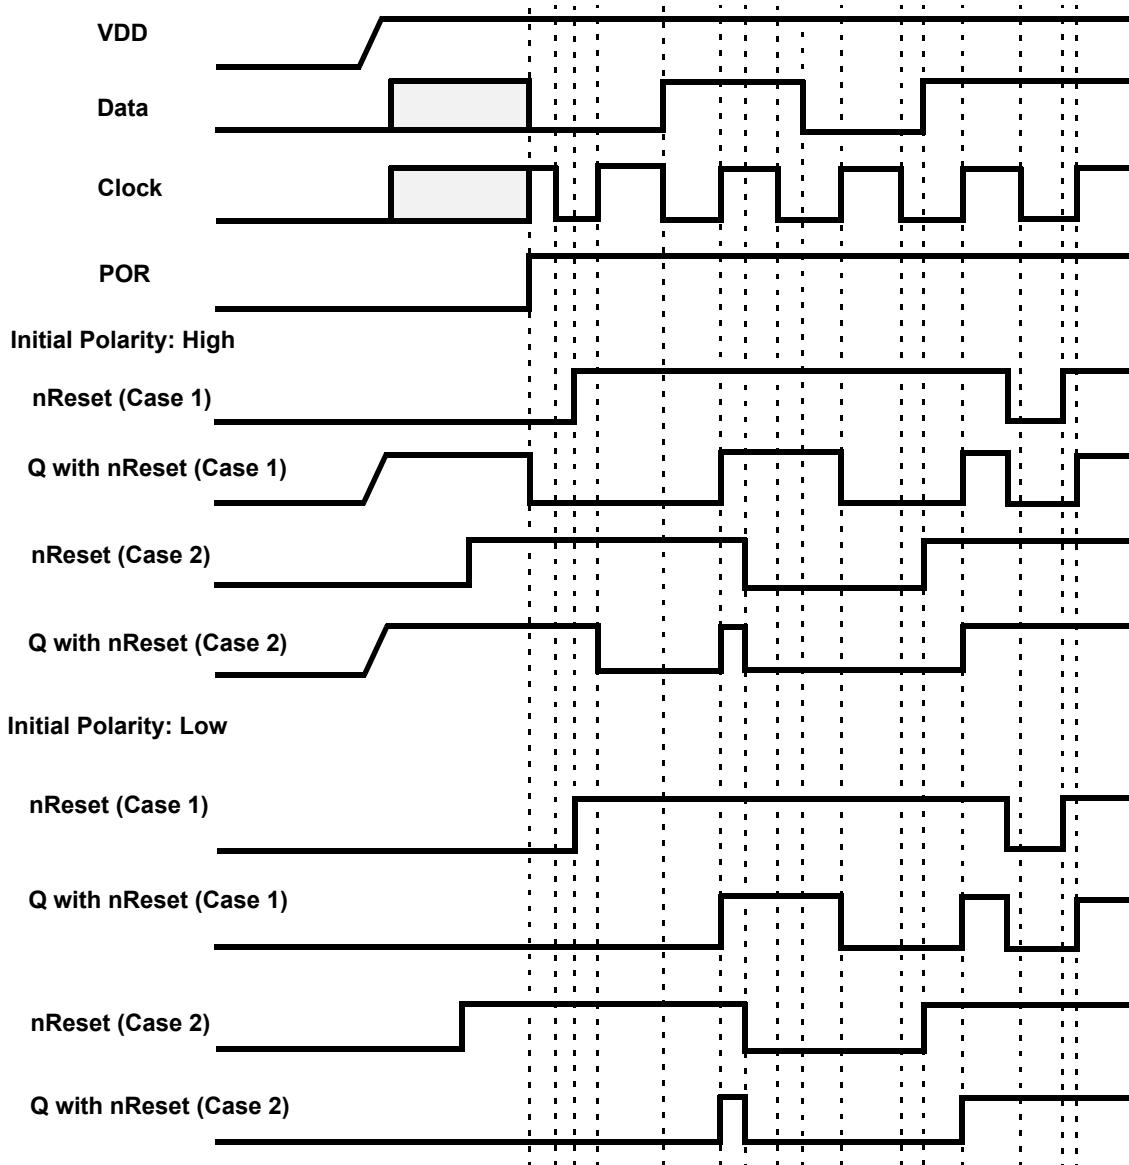 VDD
Data
Clock
POR
Initial Polarity: High
nReset (Case 1)
Q with nReset (Case 1)
nReset (Case 2)
Q with nReset (Case 2)
Initial Polarity: Low
nReset (Case 1)
Q with nReset (Case 1)
nReset (Case 2)
Q with nReset (Case 2)